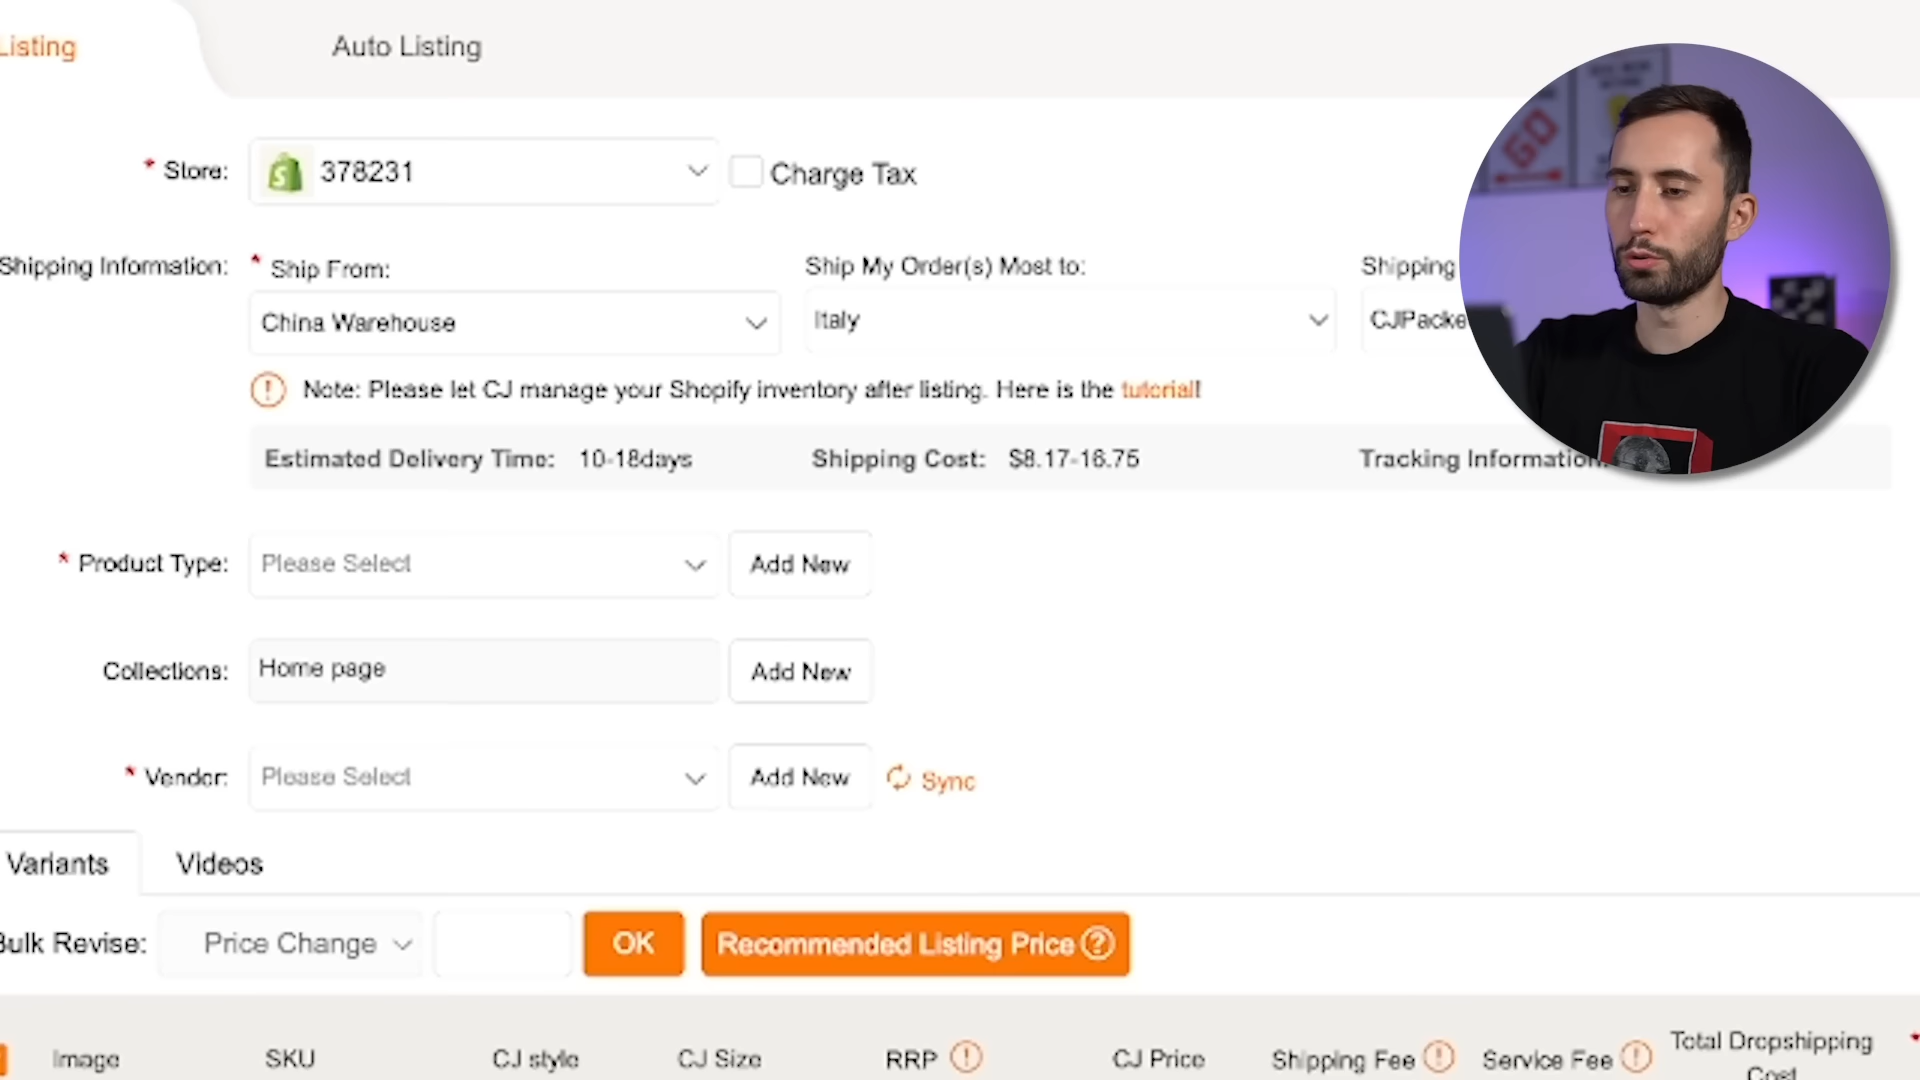 Listing
Auto Listing
* Store:
378231
Charge Tax
Shipping Information:
* Ship From:
Ship My Order(s) Most to:
Shipping
China Warehouse
Italy
Note: Please let CJ manage your Shopify inventory after listing. Here is the tutorial!
Estimated Delivery Time: 10-18days
Shipping Cost: $8.17-16.75
Tracking Information:
* Product Type:
Please Select
Add New
Collections:
Home page
Add New
* Vendor:
Please Select
Add New
Sync
Variants
Videos
Bulk Revise:
Price Change
OK
Recommended Listing Price
Image
SKU
CJ style
CJ Size
RRP
CJ Price
Shipping Fee
Service Fee
Total Dropshipping
Cost
GO